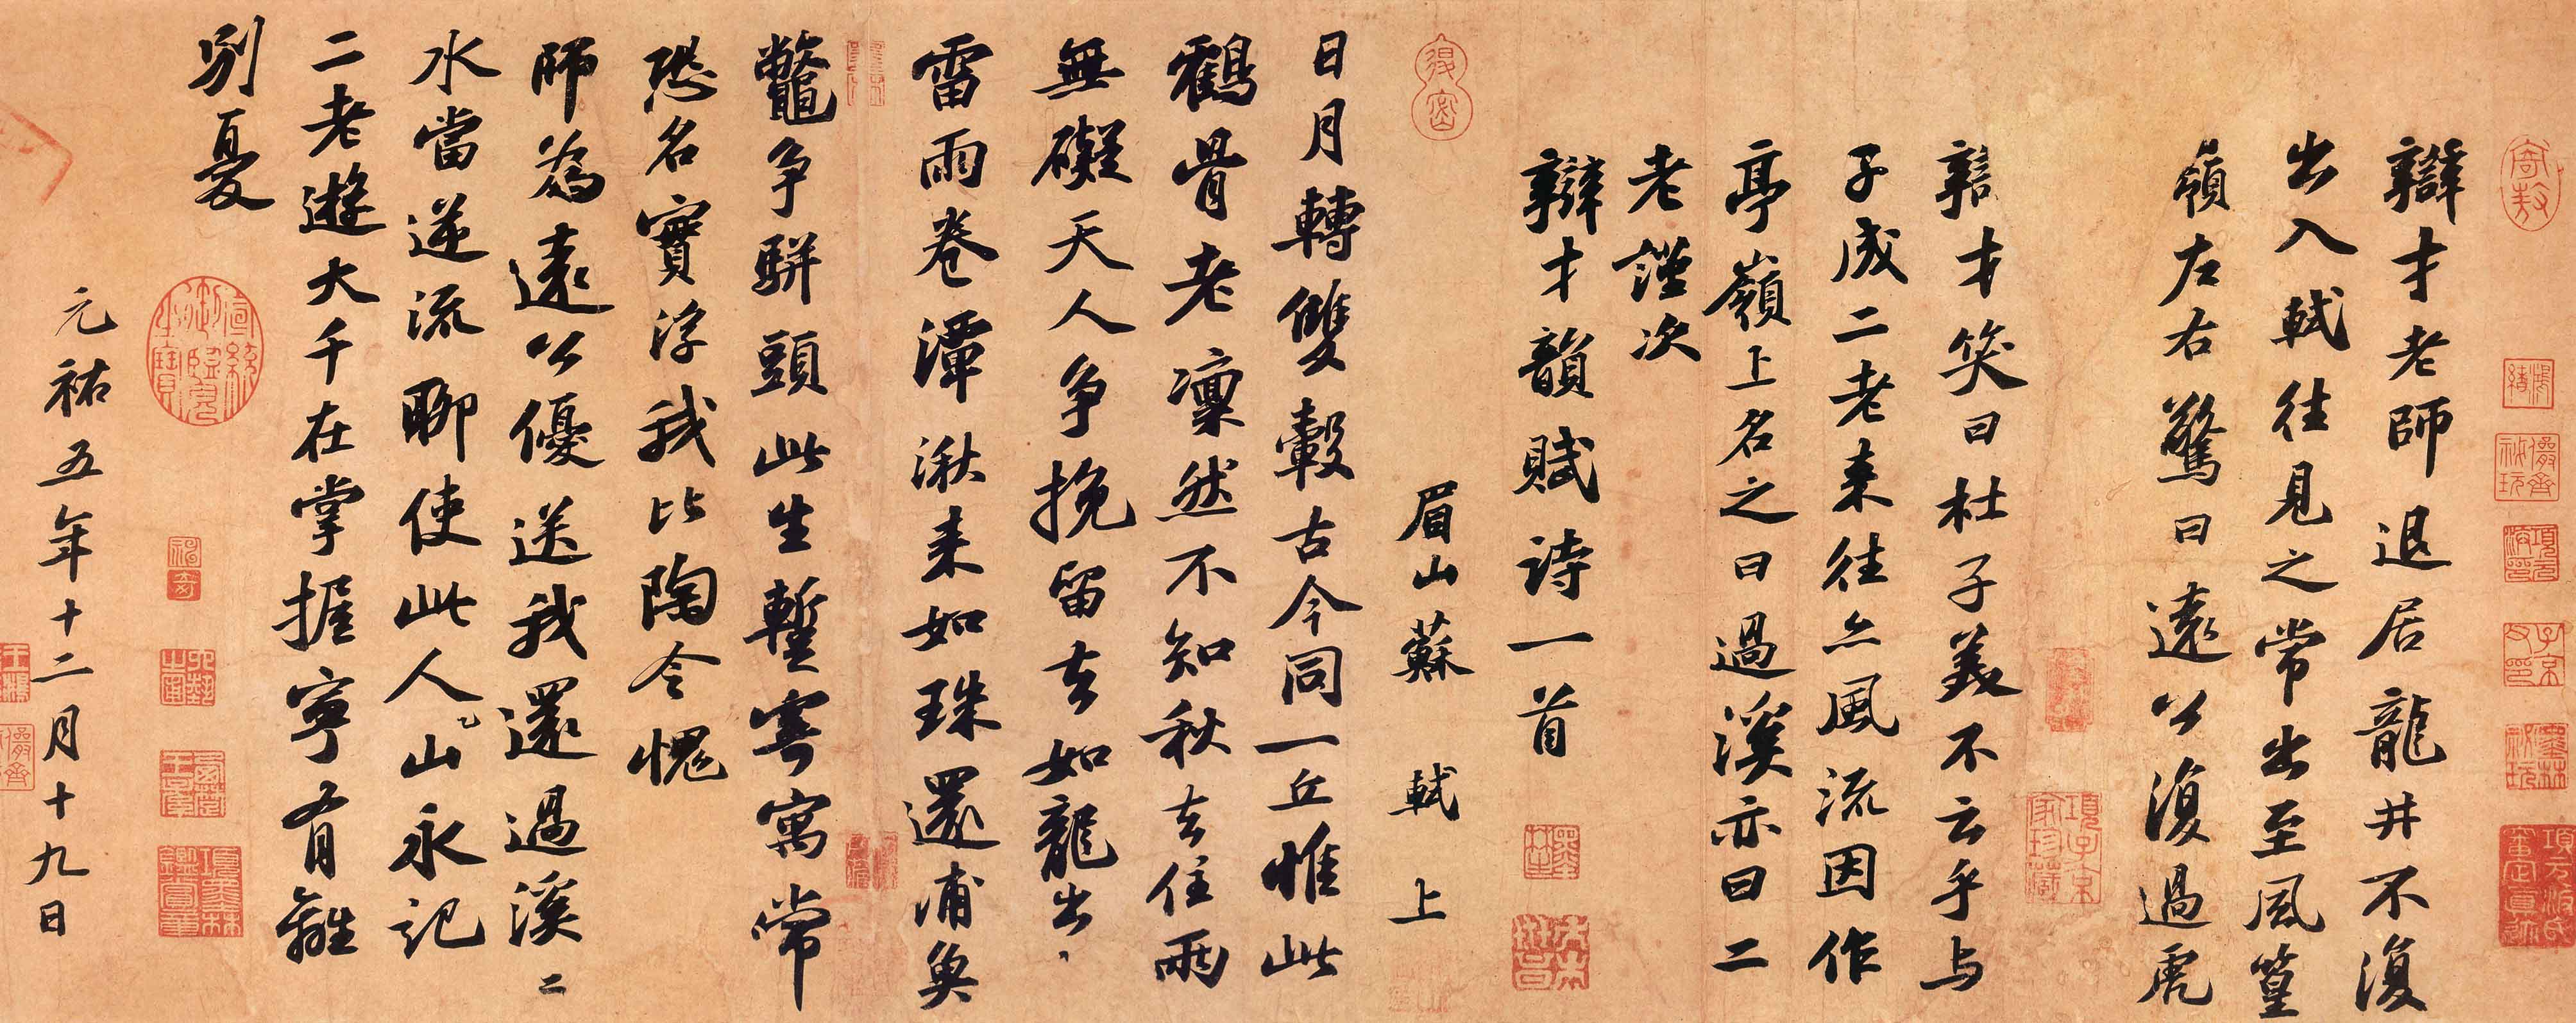 辯才老師退居龍井不復
出入軾往見之常出至風篁
嶺左右驚曰遠公復過虎
辯才笑曰杜子美不云乎与
子成二老来往亦風流因作
亭嶺上名之曰過溪亦曰二
老謹次
辯才韻賦詩一首
眉山蘇軾上
日月轉雙轂古今同一丘惟此
鶴骨老凜然不知秋去住兩
無礙天人争挽留去如龍出
雷雨卷潭湫来如珠還浦魚
鼈争駢頭此生暫寄寓常
恐名實浮我比陶令愧
師為遠公優送我還過溪二
水當逆流聊使此人山永記
二老遊大千在掌握寧有離
別憂
元祐五年十二月十九日